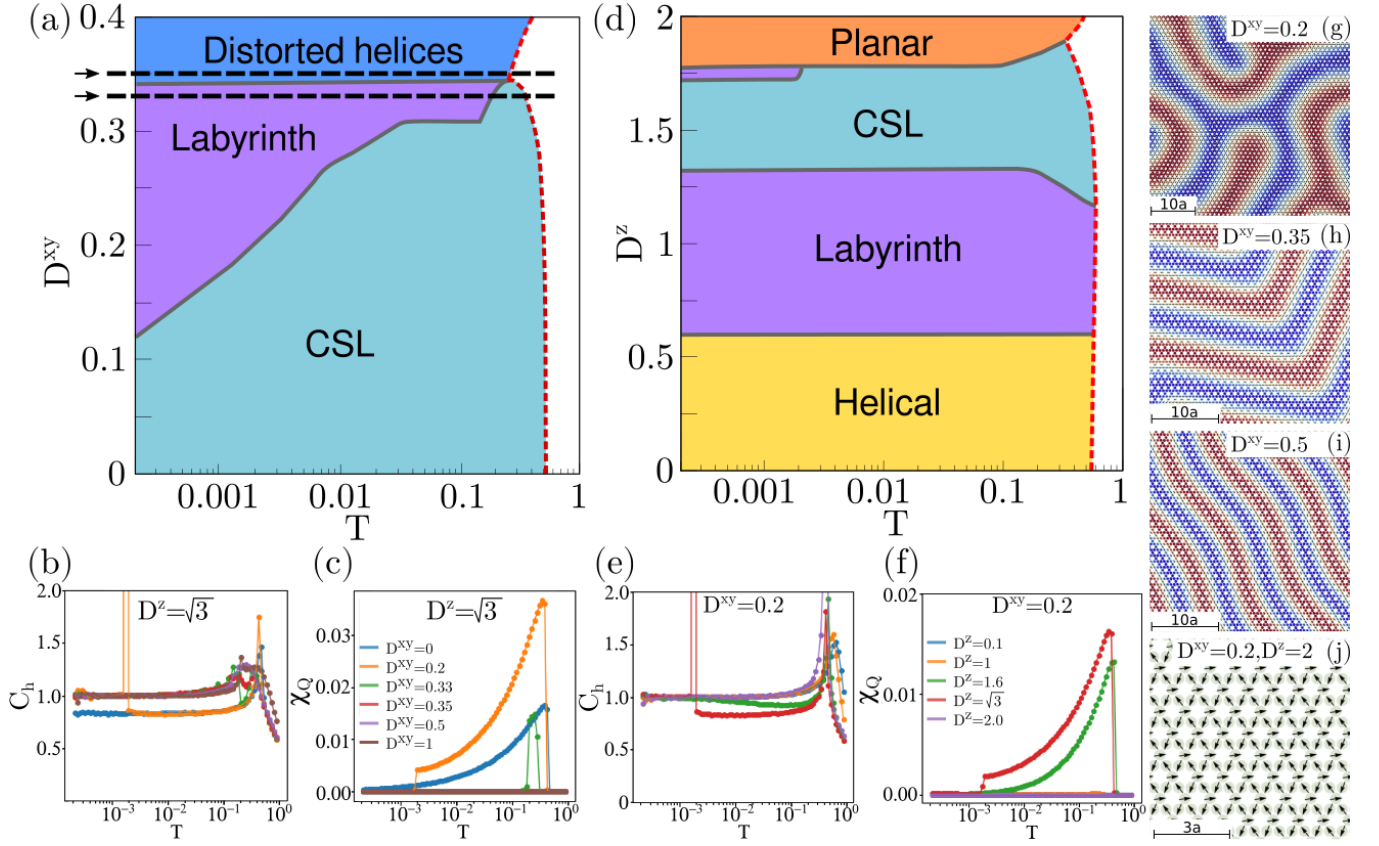 (a)
0.4
0.3
0.2
0.1
0
D^xy
Distorted helices
Labyrinth
CSL
0.001
0.01
0.1
1
T
(d)
2
1.5
1
0.5
0
D^z
Planar
CSL
Labyrinth
Helical
0.001
0.01
0.1
1
T
D^xy=0.2 (g)
10a
D^xy=0.35 (h)
10a
D^xy=0.5 (i)
10a
D^xy=0.2,D^z=2 (j)
3a
(b)
2.0
1.5
1.0
0.5
C_h
D^z=√3
10^-3 10^-2 10^-1 10^0
T
(c)
0.03
0.02
0.01
0.00
χ_Q
D^z=√3
D^xy=0
D^xy=0.2
D^xy=0.33
D^xy=0.35
D^xy=0.5
D^xy=1
10^-3 10^-2 10^-1 10^0
T
(e)
2.0
1.5
1.0
0.5
0
C_h
D^xy=0.2
10^-3 10^-2 10^-1 10^0
T
(f)
0.02
0.01
0.00
χ_Q
D^xy=0.2
D^z=0.1
D^z=1
D^z=1.6
D^z=√3
D^z=2.0
10^-3 10^-2 10^-1 10^0
T